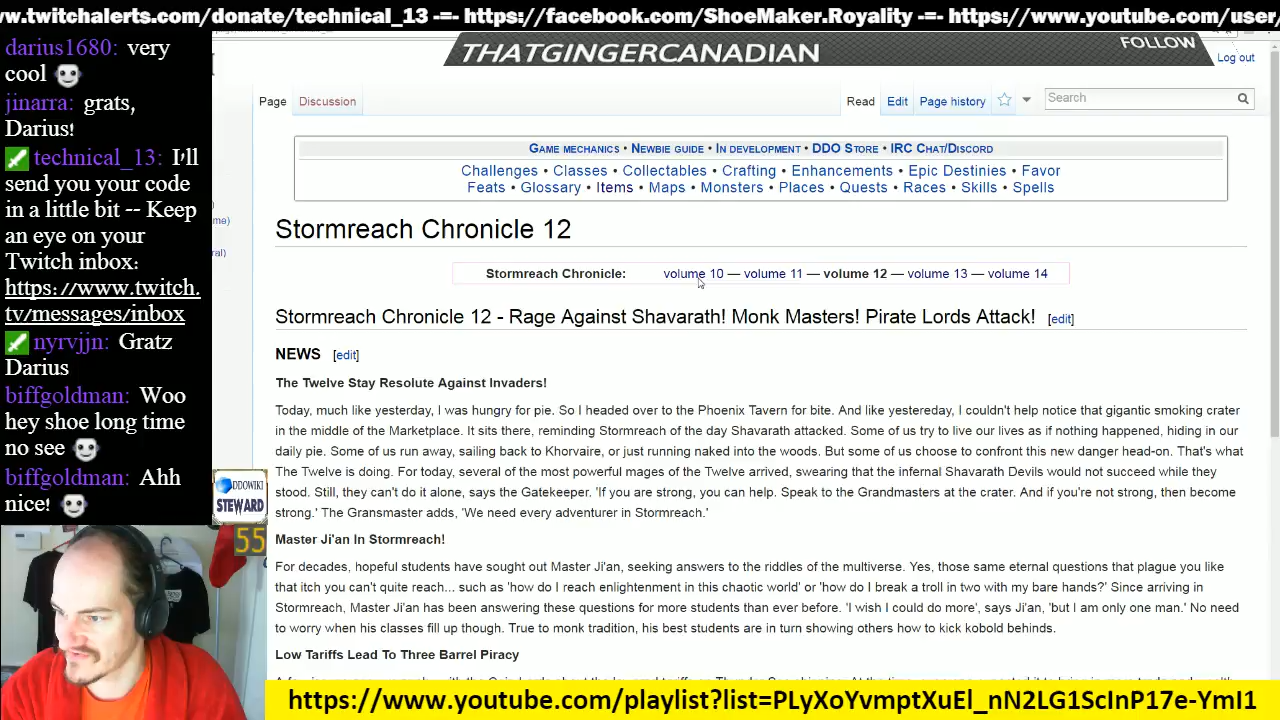 www.twitchalerts.com/donate/technical_13 -=- https://facebook.com/ShoeMaker.Royality -=- https://www.youtube.com/user/
THATGINGERCANADIAN
FOLLOW
Log out
darius1680: very
cool
jinarra: grats,
Darius!
technical_13: I'll
send you your code
in a little bit -- Keep
an eye on your
Twitch inbox:
https://www.twitch.
tv/messages/inbox
nyrvjjn: Gratz
Darius
biffgoldman: Woo
hey shoe long time
no see
biffgoldman: Ahh
nice!
DDOWIKI
STEWARD
55
me)
ral)
Page Discussion Read Edit Page history Search
Game mechanics • Newbie guide • In development • DDO Store • IRC Chat/Discord
Challenges • Classes • Collectables • Crafting • Enhancements • Epic Destinies • Favor
Feats • Glossary • Items • Maps • Monsters • Places • Quests • Races • Skills • Spells
Stormreach Chronicle 12
Stormreach Chronicle: volume 10 — volume 11 — volume 12 — volume 13 — volume 14
Stormreach Chronicle 12 - Rage Against Shavarath! Monk Masters! Pirate Lords Attack! [edit]
NEWS [edit]
The Twelve Stay Resolute Against Invaders!
Today, much like yesterday, I was hungry for pie. So I headed over to the Phoenix Tavern for bite. And like yestereday, I couldn't help notice that gigantic smoking crater
in the middle of the Marketplace. It sits there, reminding Stormreach of the day Shavarath attacked. Some of us try to live our lives as if nothing happened, hiding in our
daily pie. Some of us run away, sailing back to Khorvaire, or just running naked into the woods. But some of us choose to confront this new danger head-on. That's what
The Twelve is doing. For today, several of the most powerful mages of the Twelve arrived, swearing that the infernal Shavarath Devils would not succeed while they
stood. Still, they can't do it alone, says the Gatekeeper. 'If you are strong, you can help. Speak to the Grandmasters at the crater. And if you're not strong, then become
strong.' The Gransmaster adds, 'We need every adventurer in Stormreach.'
Master Ji'an In Stormreach!
For decades, hopeful students have sought out Master Ji'an, seeking answers to the riddles of the multiverse. Yes, those same eternal questions that plague you like
that itch you can't quite reach... such as 'how do I reach enlightenment in this chaotic world' or 'how do I break a troll in two with my bare hands?' Since arriving in
Stormreach, Master Ji'an has been answering these questions for more students than ever before. 'I wish I could do more', says Ji'an, 'but I am only one man.' No need
to worry when his classes fill up though. True to monk tradition, his best students are in turn showing others how to kick kobold behinds.
Low Tariffs Lead To Three Barrel Piracy
https://www.youtube.com/playlist?list=PLyXoYvmptXuEl_nN2LG1ScInP17e-YmI1